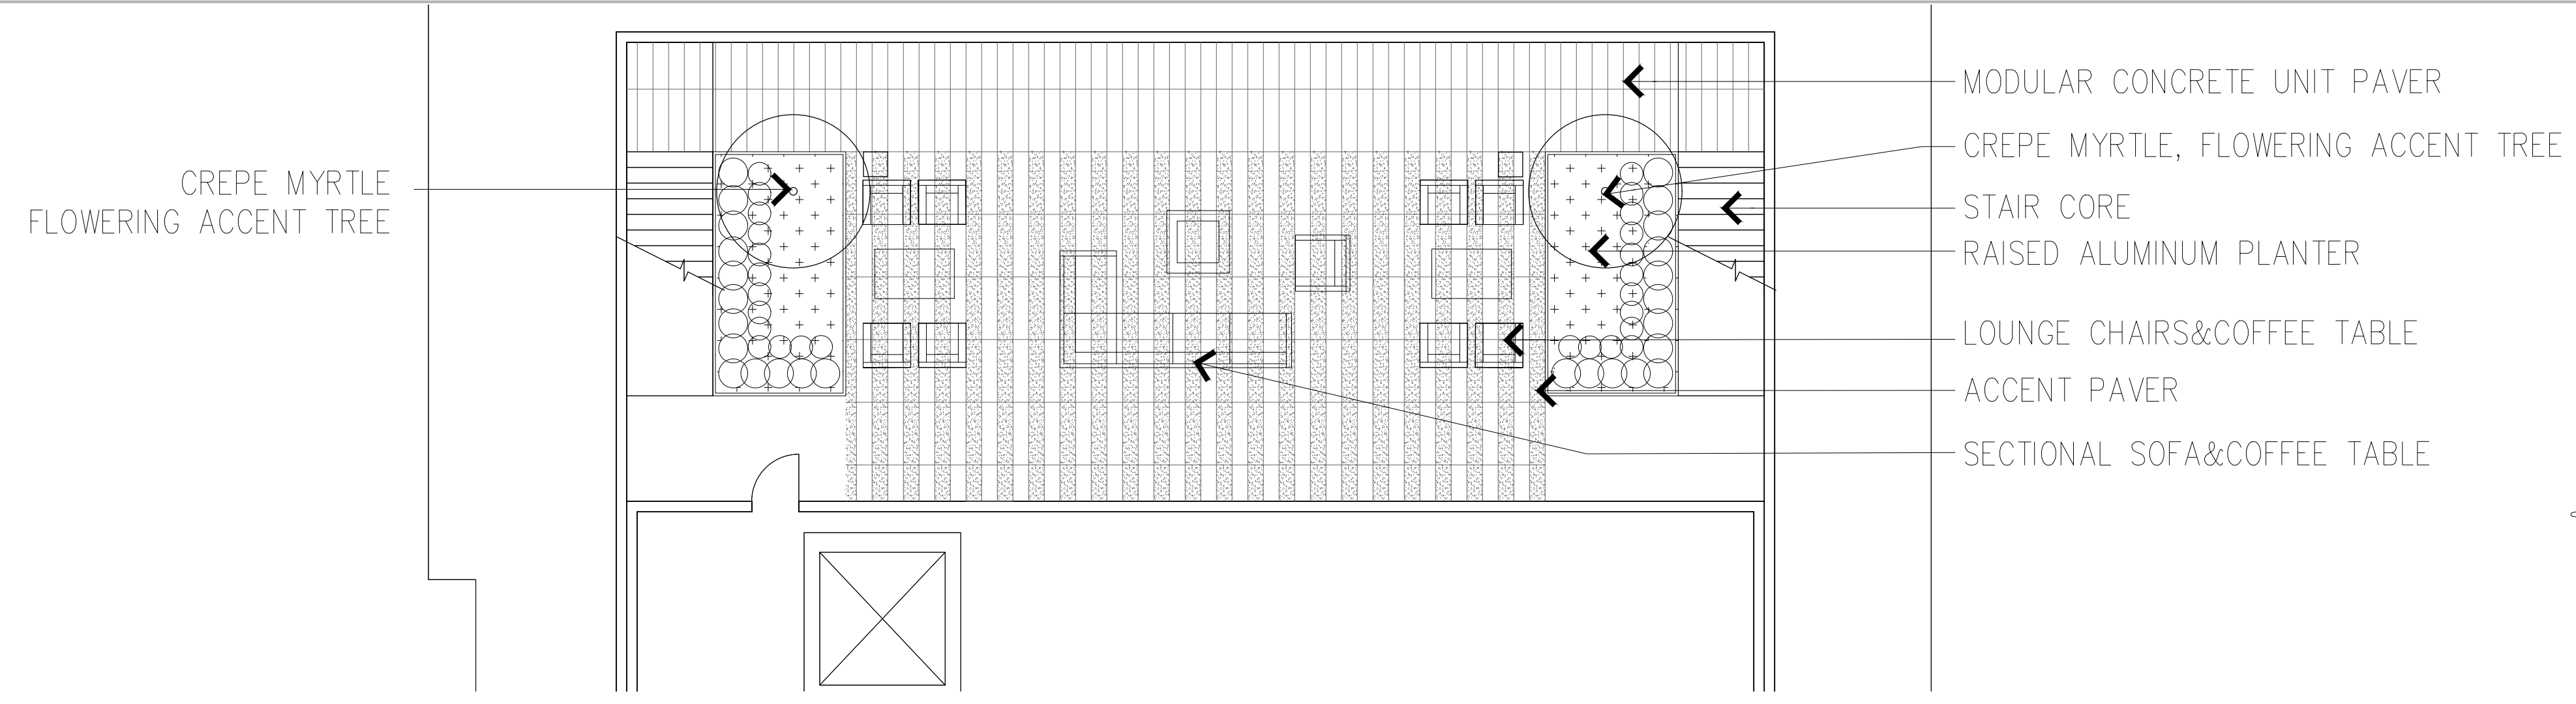 CREPE MYRTLE
FLOWERING ACCENT TREE
MODULAR CONCRETE UNIT PAVER
CREPE MYRTLE, FLOWERING ACCENT TREE
STAIR CORE
RAISED ALUMINUM PLANTER
LOUNGE CHAIRS&COFFEE TABLE
ACCENT PAVER
SECTIONAL SOFA&COFFEE TABLE